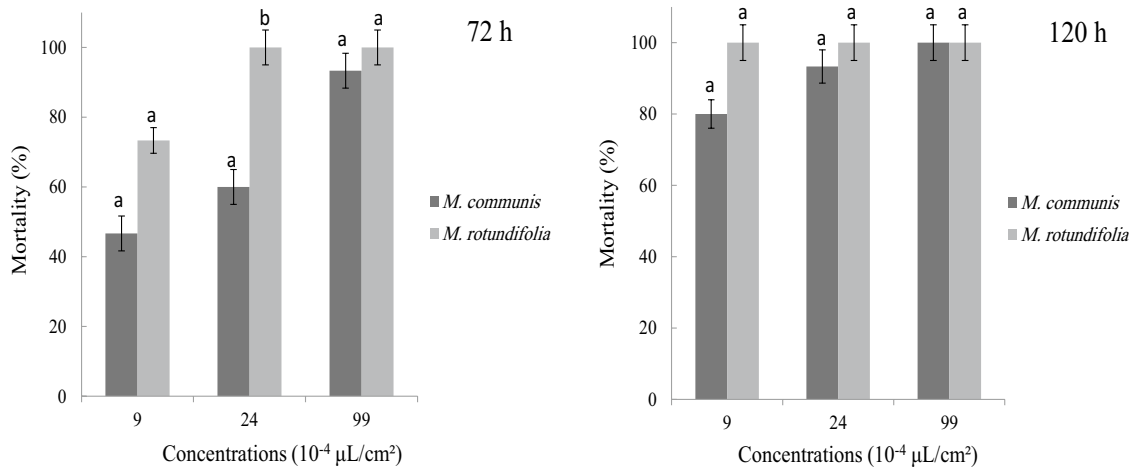 72 h
Mortality (%)
100
80
60
40
20
0
a
a
a
b
a
a
9
24
99
Concentrations (10⁻⁴ µL/cm²)
M. communis
M. rotundifolia
120 h
Mortality (%)
100
80
60
40
20
0
a
a
a
a
a
a
9
24
99
Concentrations (10⁻⁴ µL/cm²)
M. communis
M. rotundifolia